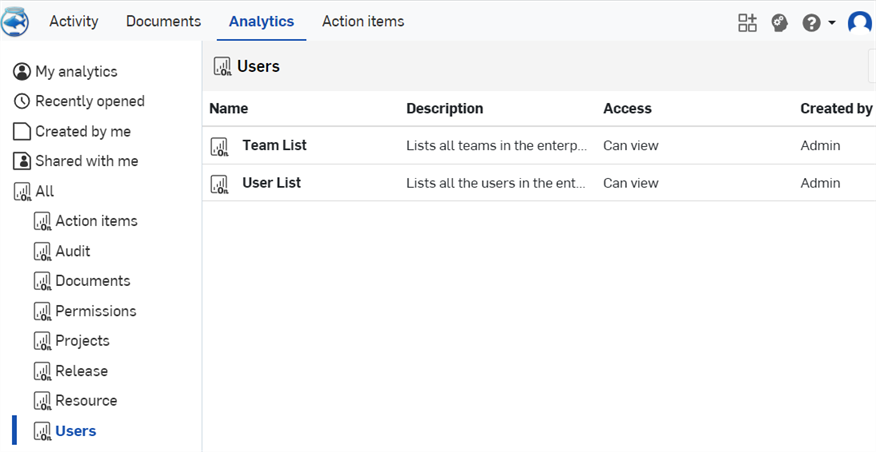 Activity Documents Analytics Action items
My analytics
Recently opened
Created by me
Shared with me
All
Action items
Audit
Documents
Permissions
Projects
Release
Resource
Users
Users
Name Description Access Created by
Team List Lists all teams in the enterp... Can view Admin
User List Lists all the users in the ent... Can view Admin